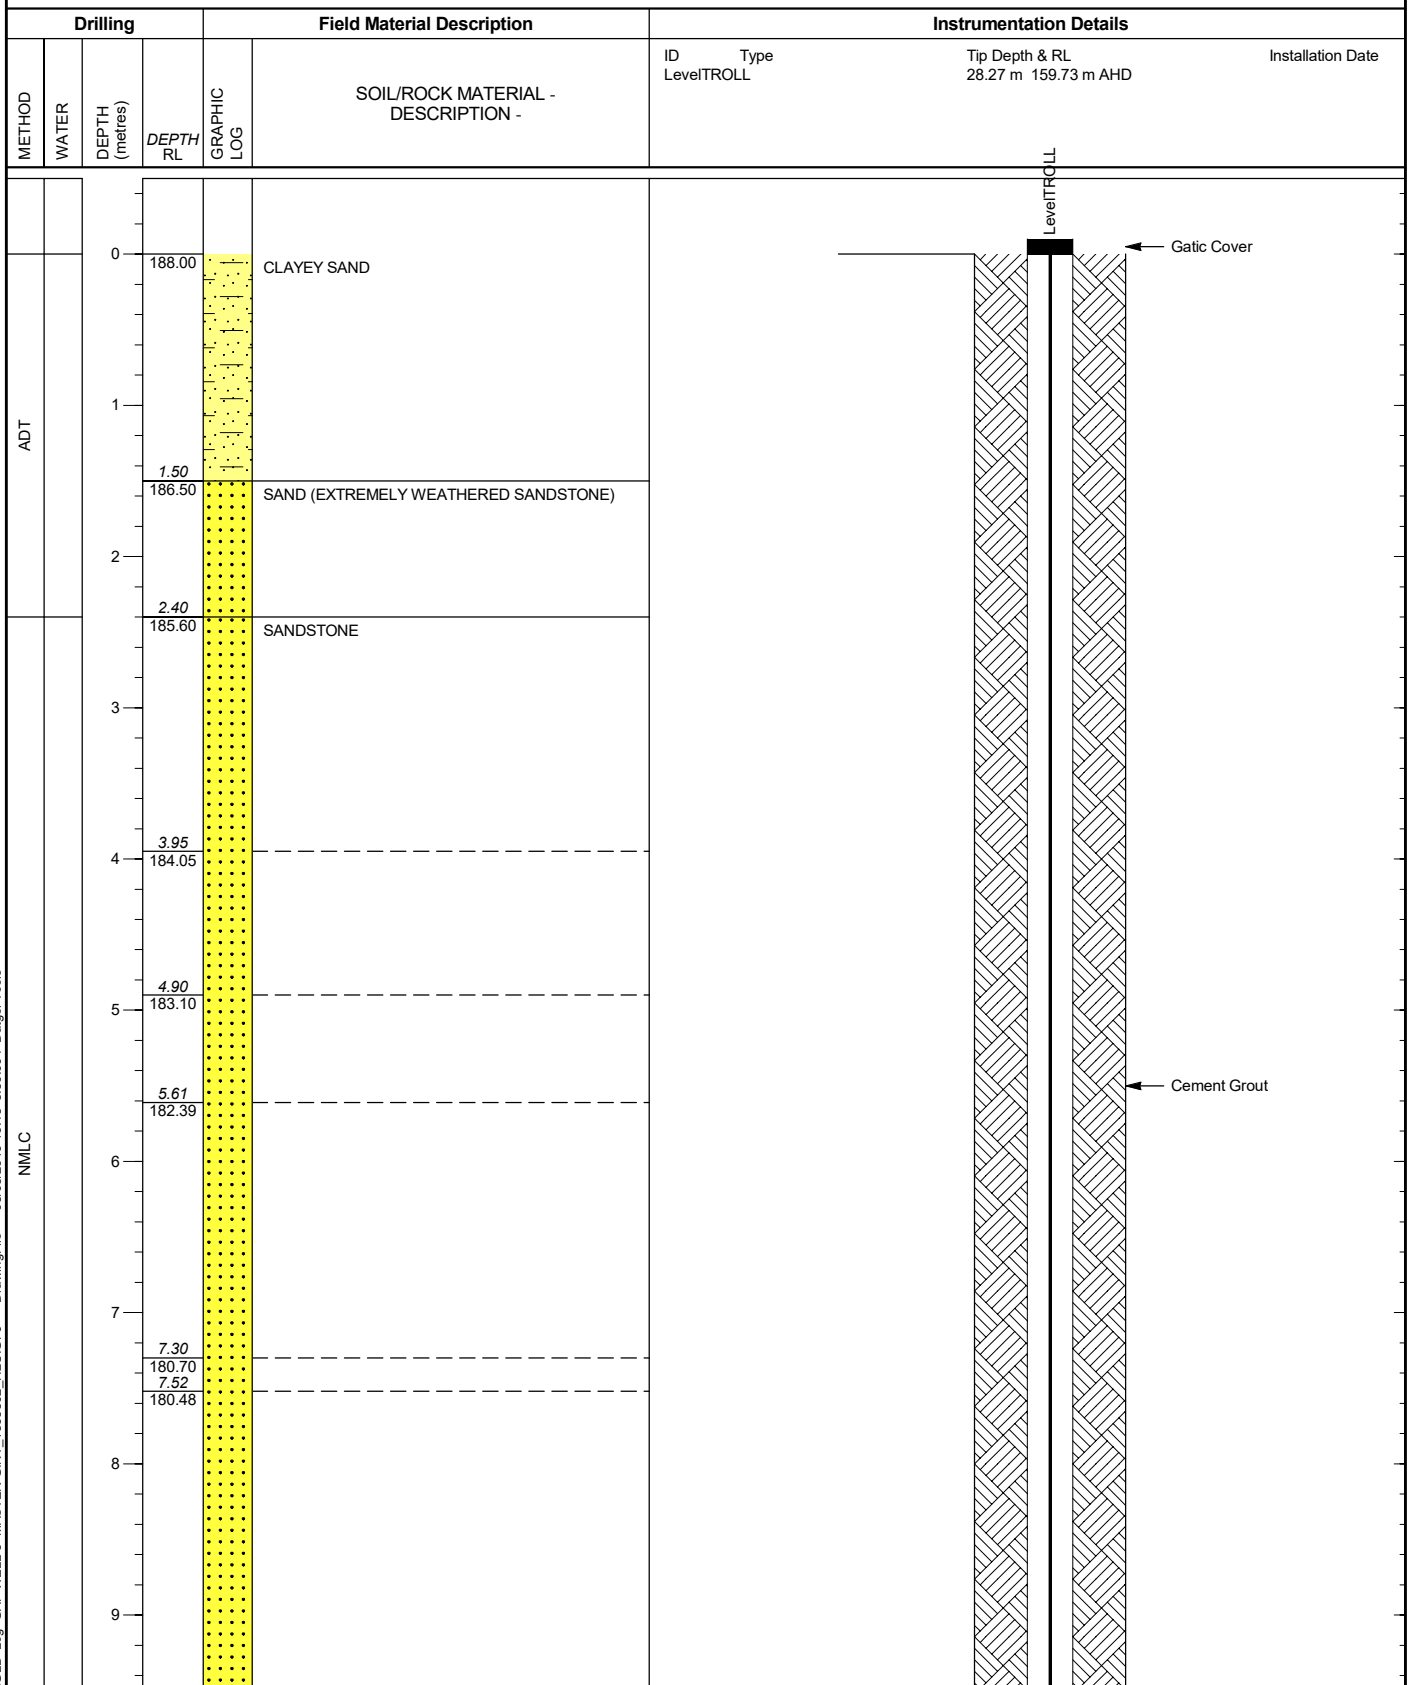 Drilling
Field Material Description
Instrumentation Details
METHOD
WATER
DEPTH
(metres)
DEPTH
RL
GRAPHIC
LOG
SOIL/ROCK MATERIAL -
DESCRIPTION -
ID Type Tip Depth & RL Installation Date
LevelTROLL 28.27 m 159.73 m AHD
LevelTROLL
Gatic Cover
0
188.00
CLAYEY SAND
1
ADT
1.50
186.50
SAND (EXTREMELY WEATHERED SANDSTONE)
2
2.40
185.60
SANDSTONE
3
3.95
4
184.05
4.90
183.10
5
Cement Grout
5.61
182.39
NMLC
6
7
7.30
180.70
7.52
180.48
8
9